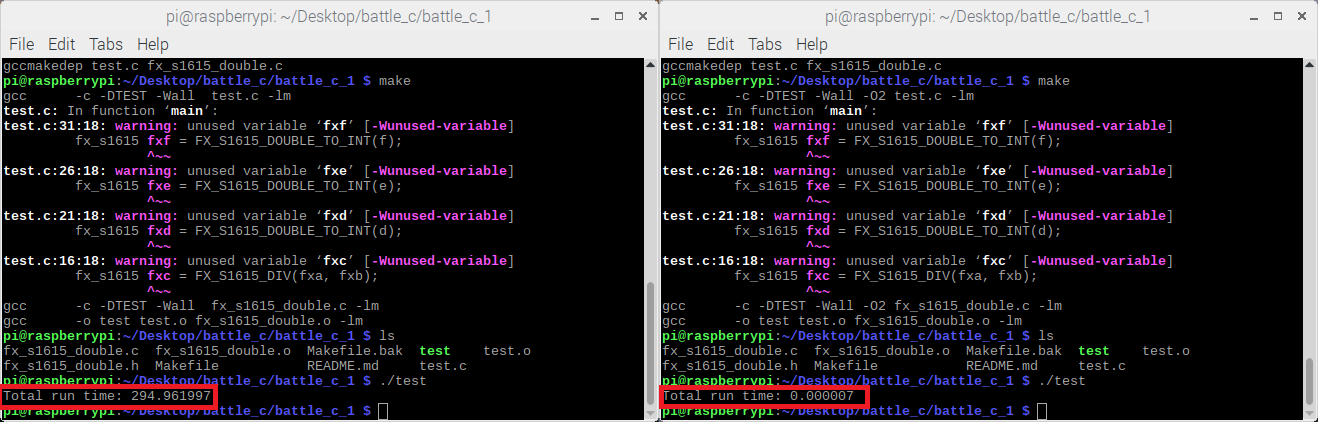 pi@raspberrypi: ~/Desktop/battle_c/battle_c_1
File Edit Tabs Help
gccmakedep test.c fx_s1615_double.c
pi@raspberrypi:~/Desktop/battle_c/battle_c_1 $ make
gcc      -c -DTEST -Wall  test.c -lm
test.c: In function ‘main’:
test.c:31:18: warning: unused variable ‘fxf’ [-Wunused-variable]
         fx_s1615 fxf = FX_S1615_DOUBLE_TO_INT(f);
                  ^~~
test.c:26:18: warning: unused variable ‘fxe’ [-Wunused-variable]
         fx_s1615 fxe = FX_S1615_DOUBLE_TO_INT(e);
                  ^~~
test.c:21:18: warning: unused variable ‘fxd’ [-Wunused-variable]
         fx_s1615 fxd = FX_S1615_DOUBLE_TO_INT(d);
                  ^~~
test.c:16:18: warning: unused variable ‘fxc’ [-Wunused-variable]
         fx_s1615 fxc = FX_S1615_DIV(fxa, fxb);
                  ^~~
gcc      -c -DTEST -Wall  fx_s1615_double.c -lm
gcc      -o test test.o fx_s1615_double.o -lm
pi@raspberrypi:~/Desktop/battle_c/battle_c_1 $ ls
fx_s1615_double.c  fx_s1615_double.o  Makefile.bak  test    test.o
fx_s1615_double.h  Makefile           README.md     test.c
pi@raspberrypi:~/Desktop/battle_c/battle_c_1 $ ./test
Total run time: 294.961997
pi@raspberrypi:~/Desktop/battle_c/battle_c_1 $
pi@raspberrypi: ~/Desktop/battle_c/battle_c_1
File Edit Tabs Help
gccmakedep test.c fx_s1615_double.c
pi@raspberrypi:~/Desktop/battle_c/battle_c_1 $ make
gcc      -c -DTEST -Wall -O2 test.c -lm
test.c: In function ‘main’:
test.c:31:18: warning: unused variable ‘fxf’ [-Wunused-variable]
         fx_s1615 fxf = FX_S1615_DOUBLE_TO_INT(f);
                  ^~~
test.c:26:18: warning: unused variable ‘fxe’ [-Wunused-variable]
         fx_s1615 fxe = FX_S1615_DOUBLE_TO_INT(e);
                  ^~~
test.c:21:18: warning: unused variable ‘fxd’ [-Wunused-variable]
         fx_s1615 fxd = FX_S1615_DOUBLE_TO_INT(d);
                  ^~~
test.c:16:18: warning: unused variable ‘fxc’ [-Wunused-variable]
         fx_s1615 fxc = FX_S1615_DIV(fxa, fxb);
                  ^~~
gcc      -c -DTEST -Wall -O2 fx_s1615_double.c -lm
gcc      -o test test.o fx_s1615_double.o -lm
pi@raspberrypi:~/Desktop/battle_c/battle_c_1 $ ls
fx_s1615_double.c  fx_s1615_double.o  Makefile.bak  test    test.o
fx_s1615_double.h  Makefile           README.md     test.c
pi@raspberrypi:~/Desktop/battle_c/battle_c_1 $ ./test
Total run time: 0.000007
pi@raspberrypi:~/Desktop/battle_c/battle_c_1 $